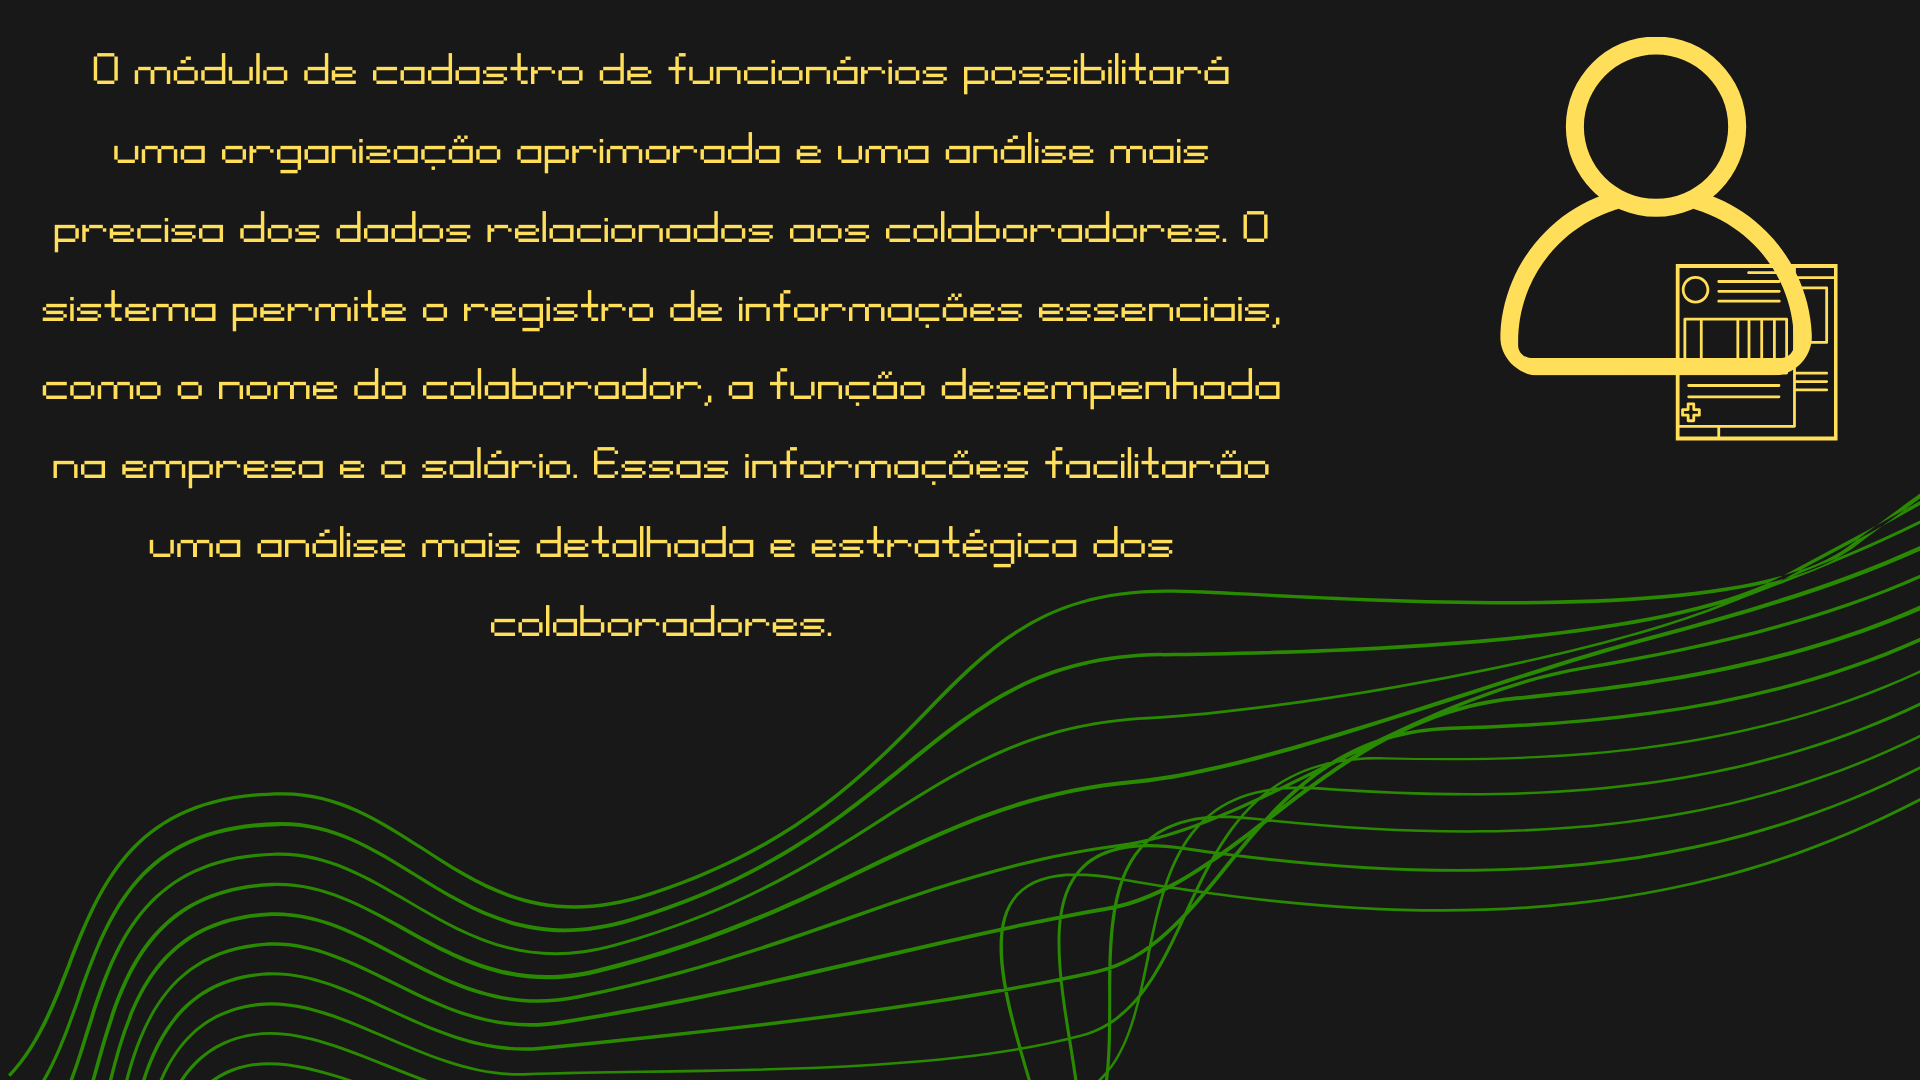 O módulo de cadastro de funcionários possibilitará
uma organização aprimorada e uma análise mais
precisa dos dados relacionados aos colaboradores. O
sistema permite o registro de informações essenciais,
como o nome do colaborador, a função desempenhada
na empresa e o salário. Essas informações facilitarão
uma análise mais detalhada e estratégica dos
colaboradores.